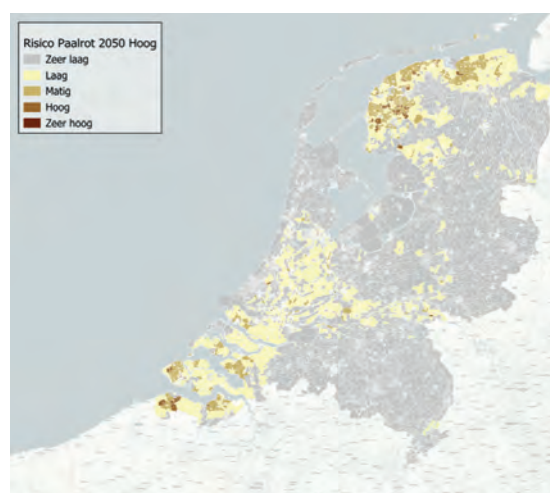 Risico Paalrot 2050 Hoog
Zeer laag
Laag
Matig
Hoog
Zeer hoog